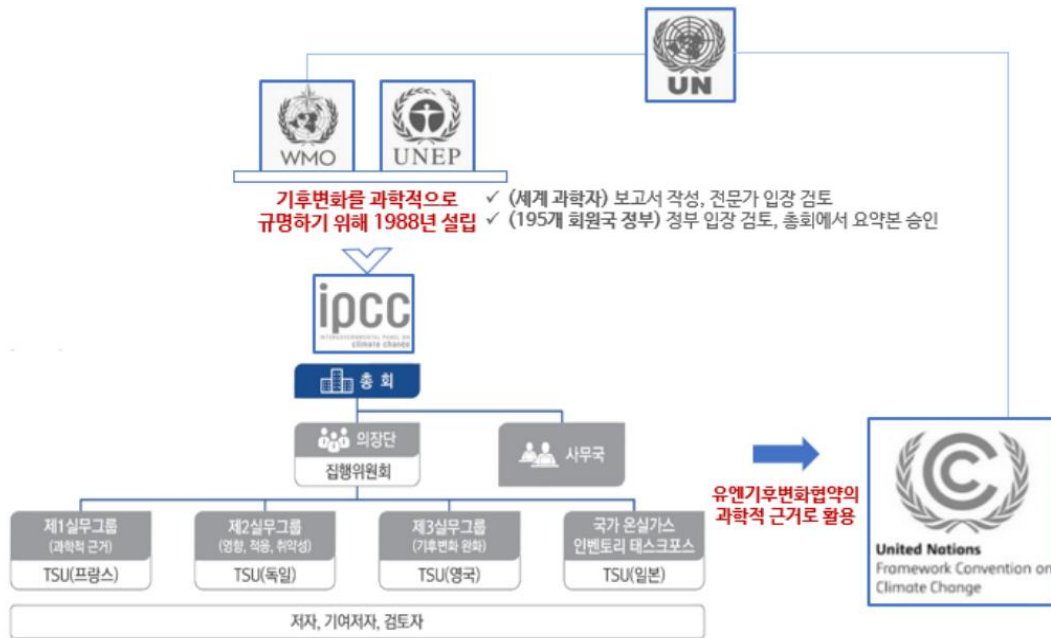 UN
WMO
UNEP
기후변화를 과학적으로
규명하기 위해 1988년 설립
✓ (세계 과학자) 보고서 작성, 전문가 입장 검토
✓ (195개 회원국 정부) 정부 입장 검토, 총회에서 요약본 승인
ipcc
INTERGOVERNMENTAL PANEL ON
climate change
총 회
의장단
집행위원회
사무국
제1실무그룹
(과학적 근거)
TSU(프랑스)
제2실무그룹
(영향, 적응, 취약성)
TSU(독일)
제3실무그룹
(기후변화 완화)
TSU(영국)
국가 온실가스
인벤토리 태스크포스
TSU(일본)
저자, 기여저자, 검토자
유엔기후변화협약의
과학적 근거로 활용
United Nations
Framework Convention on
Climate Change